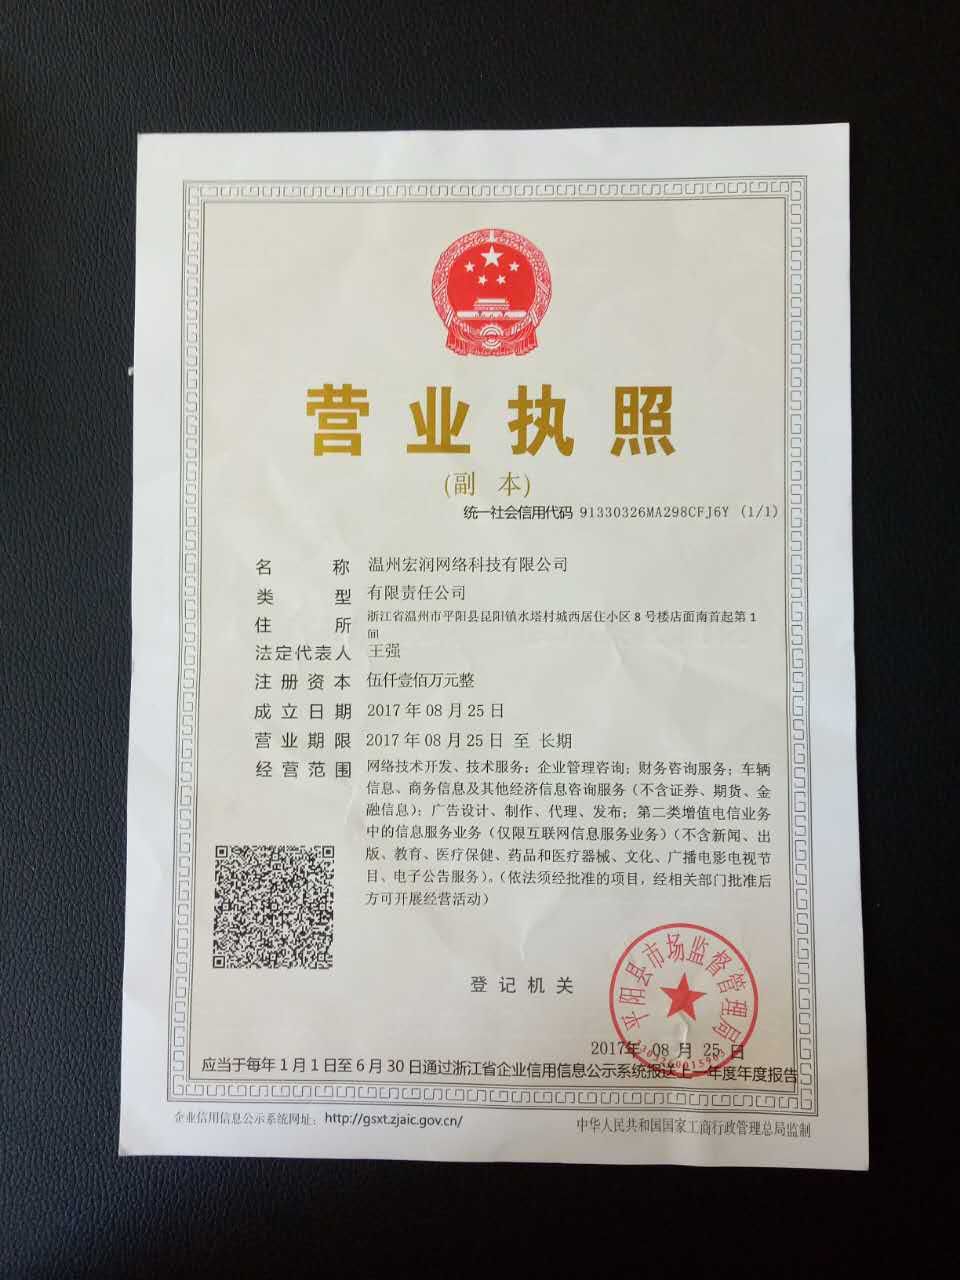 营业执照
(副 本)
统一社会信用代码 91330326MA298CFJ6Y (1/1)
名称 温州宏润网络科技有限公司
类型 有限责任公司
住所 浙江省温州市平阳县昆阳镇水塔村城西居住小区8号楼店面南首起第1
间
法定代表人 王强
注册资本 伍仟壹佰万元整
成立日期 2017年08月25日
营业期限 2017年08月25日至长期
经营范围 网络技术开发、技术服务；企业管理咨询；财务咨询服务；车辆
信息、商务信息及其他经济信息咨询服务（不含证券、期货、金
融信息）；广告设计、制作、代理、发布；第二类增值电信业务
中的信息服务业务（仅限互联网信息服务业务）（不含新闻、出
版、教育、医疗保健、药品和医疗器械、文化、广播电影电视节
目、电子公告服务）。（依法须经批准的项目，经相关部门批准后
方可开展经营活动）
登记机关
平阳县市场监督管理局
2017年 08 月 25 日
应当于每年1月1日至6月30日通过浙江省企业信用信息公示系统报送上一年度年度报告
企业信用信息公示系统网址：http://gsxt.zjaic.gov.cn/
中华人民共和国国家工商行政管理总局监制